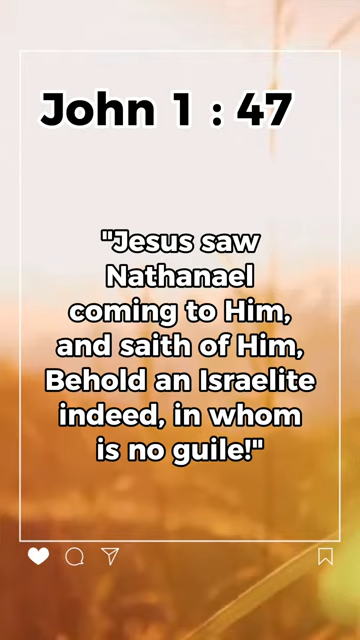 John 1 : 47
"Jesus saw
Nathanael
coming to Him,
and saith of Him,
Behold an Israelite
indeed, in whom
is no guile!"